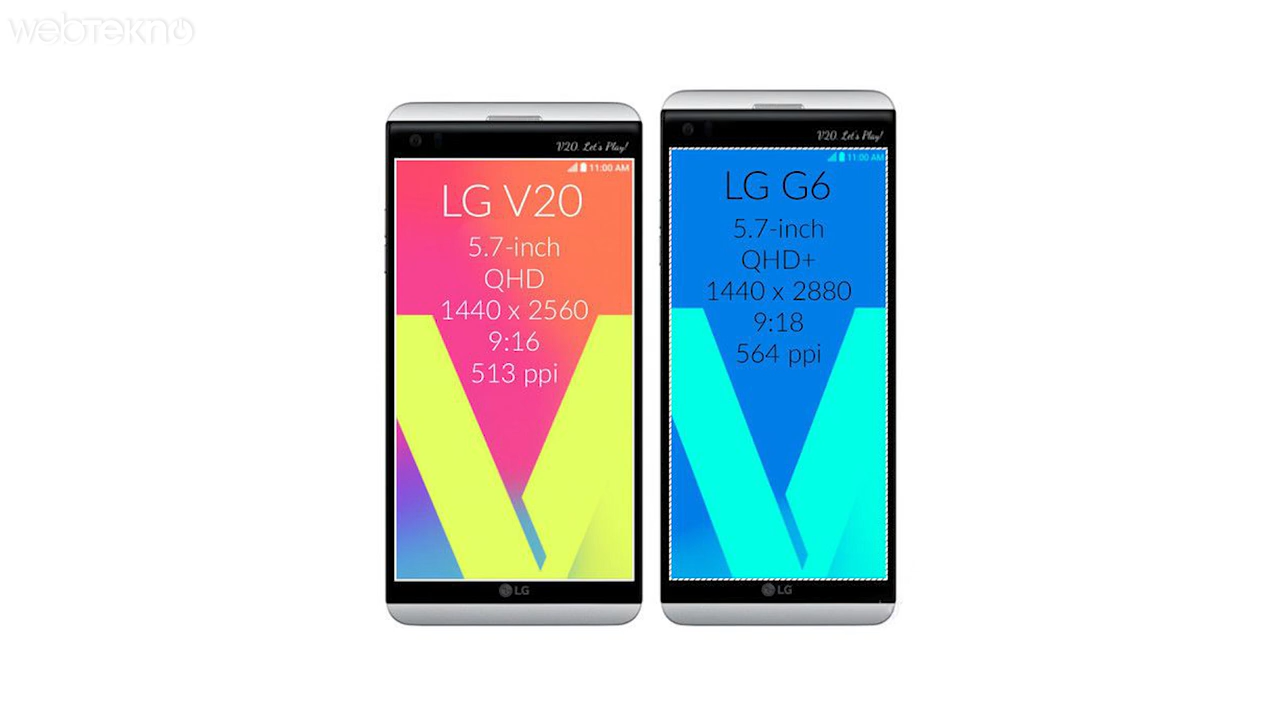 webtekno
V20. Let's Play!
11:00 AM
LG V20
5.7-inch
QHD
1440 x 2560
9:16
513 ppi
LG
V20. Let's Play!
11:00 AM
LG G6
5.7-inch
QHD+
1440 x 2880
9:18
564 ppi
LG